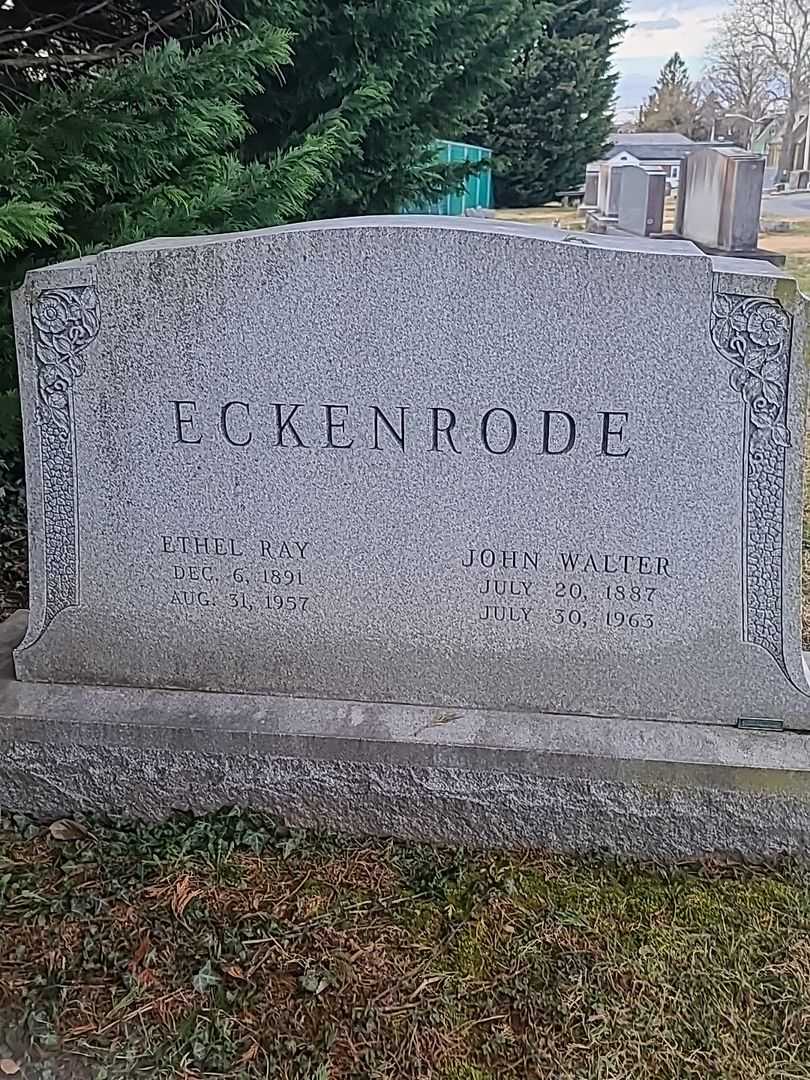 ECKENRODE
ETHEL RAY
DEC. 6, 1891
AUG. 31, 1957
JOHN WALTER
JULY 20, 1887
JULY 30, 1963